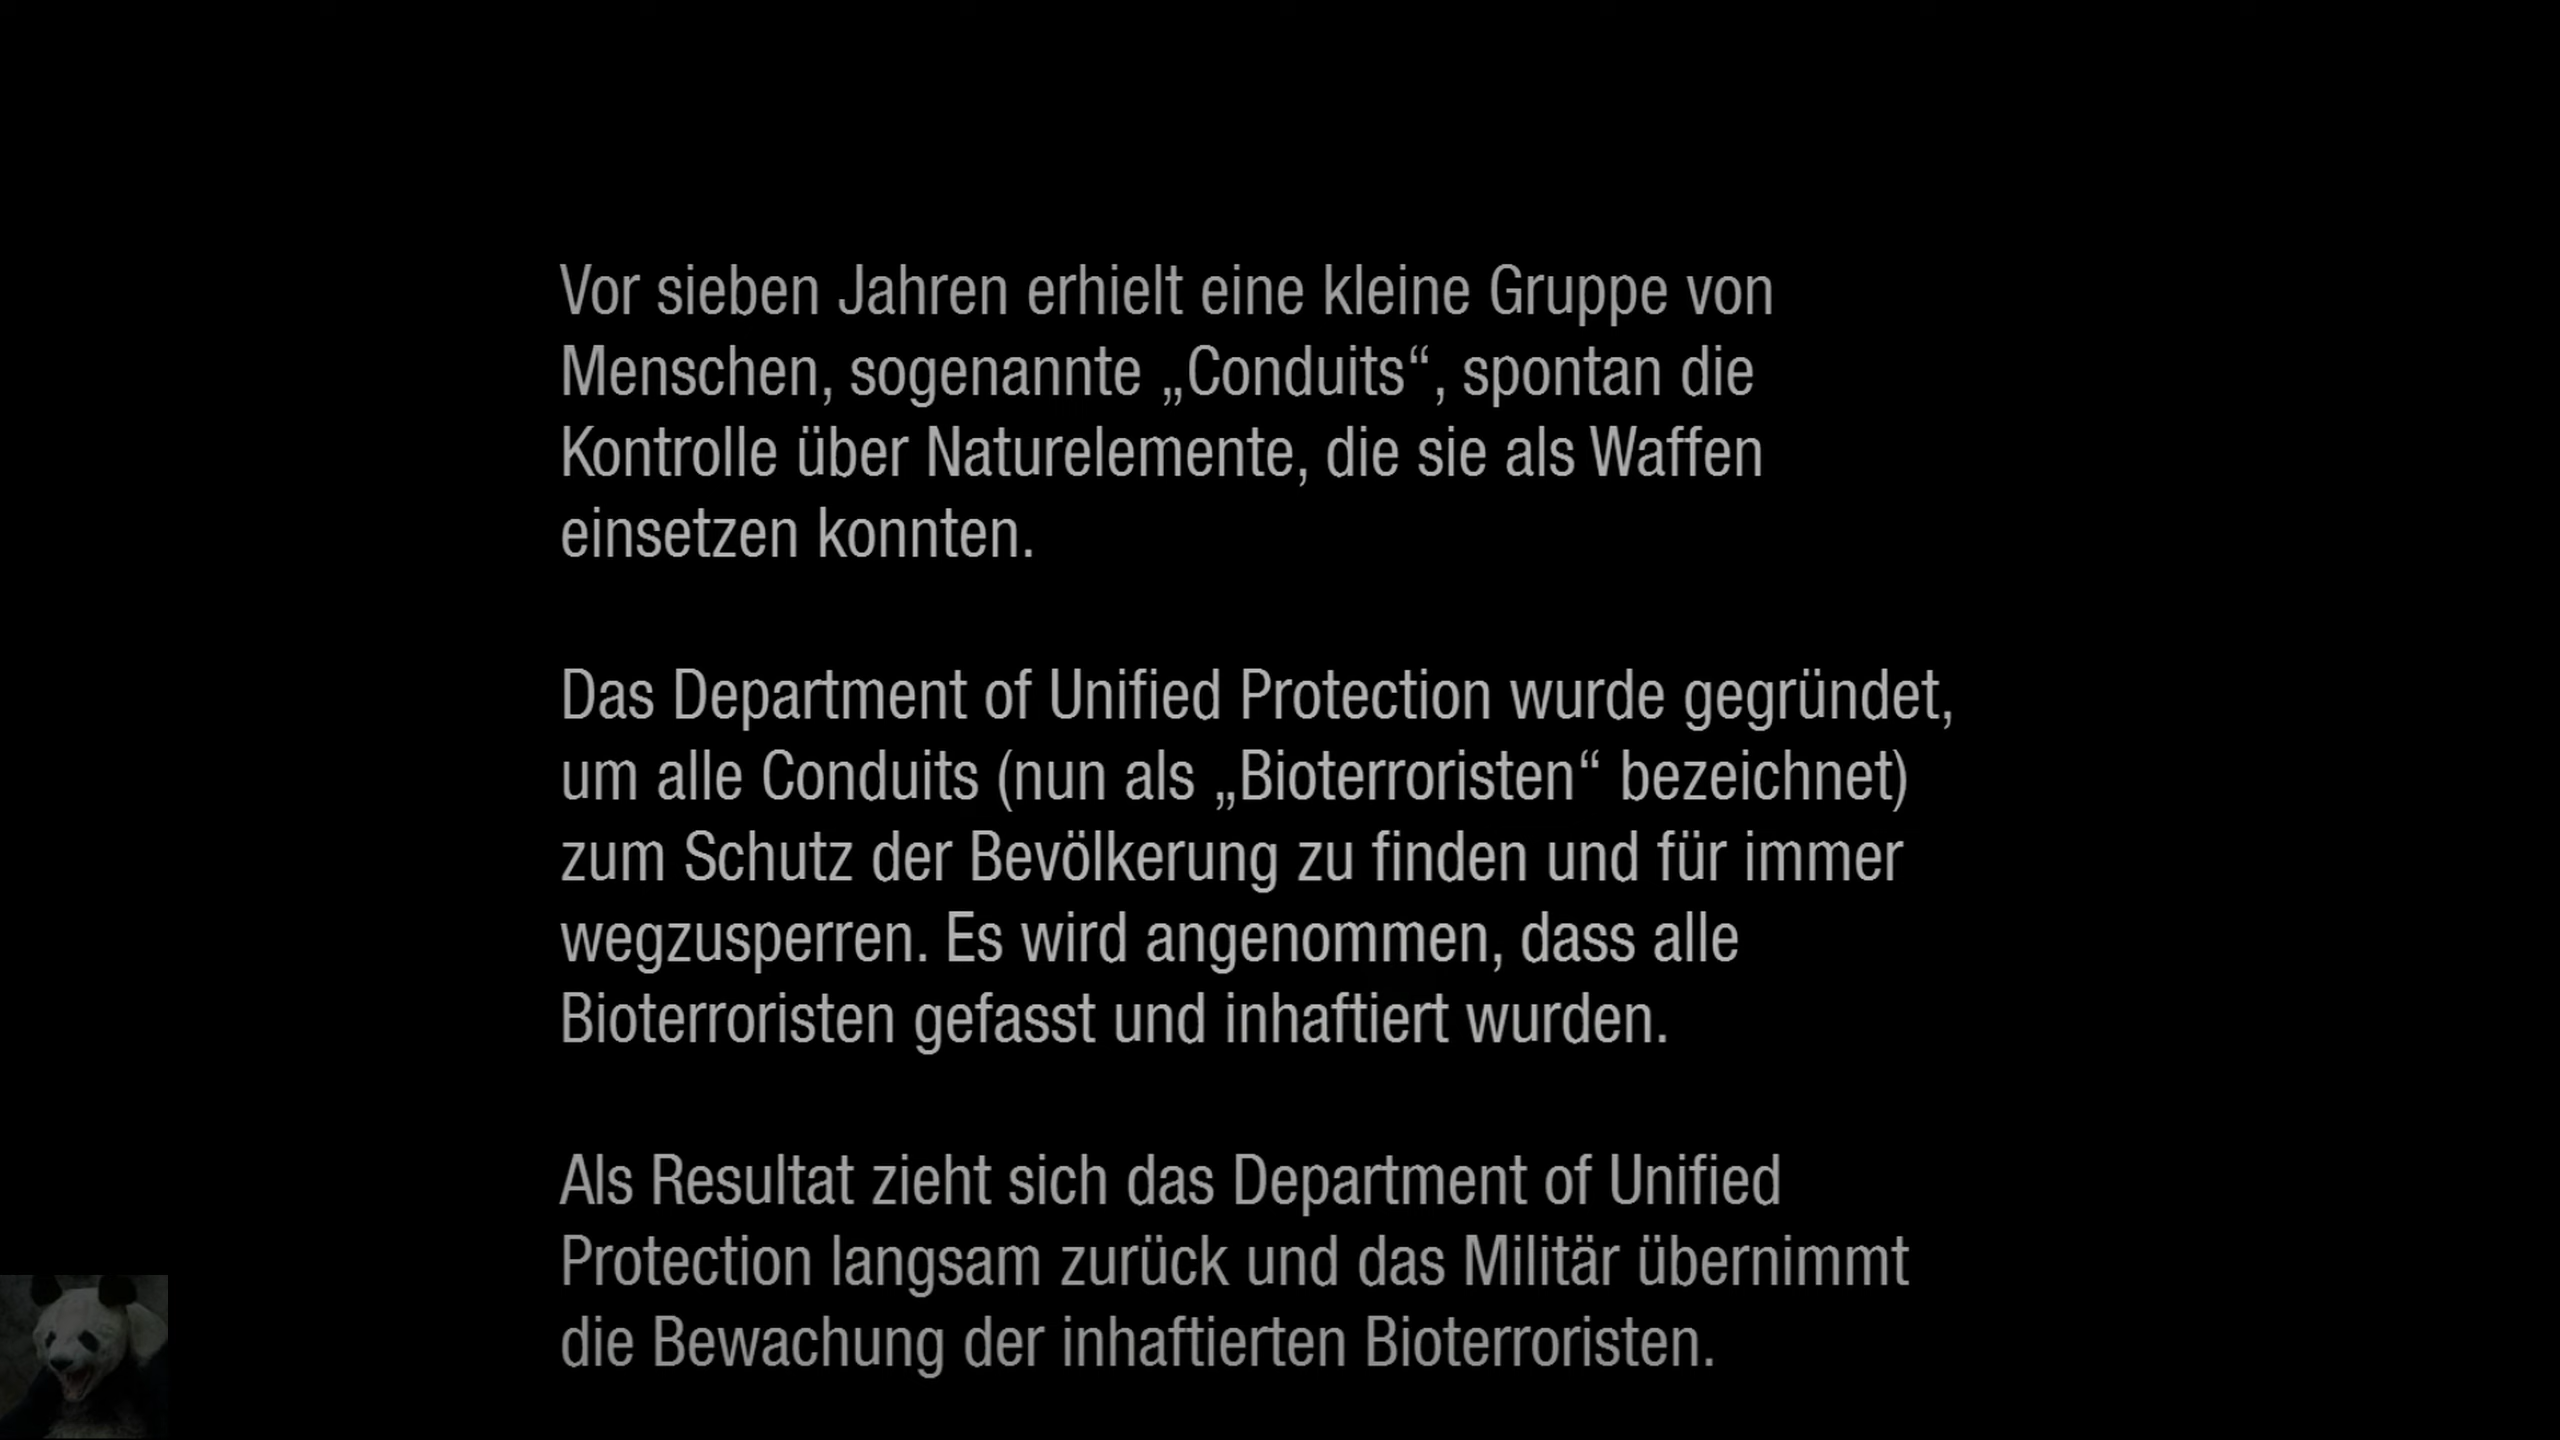 Vor sieben Jahren erhielt eine kleine Gruppe von
Menschen, sogenannte „Conduits“, spontan die
Kontrolle über Naturelemente, die sie als Waffen
einsetzen konnten.
Das Department of Unified Protection wurde gegründet,
um alle Conduits (nun als „Bioterroristen“ bezeichnet)
zum Schutz der Bevölkerung zu finden und für immer
wegzusperren. Es wird angenommen, dass alle
Bioterroristen gefasst und inhaftiert wurden.
Als Resultat zieht sich das Department of Unified
Protection langsam zurück und das Militär übernimmt
die Bewachung der inhaftierten Bioterroristen.